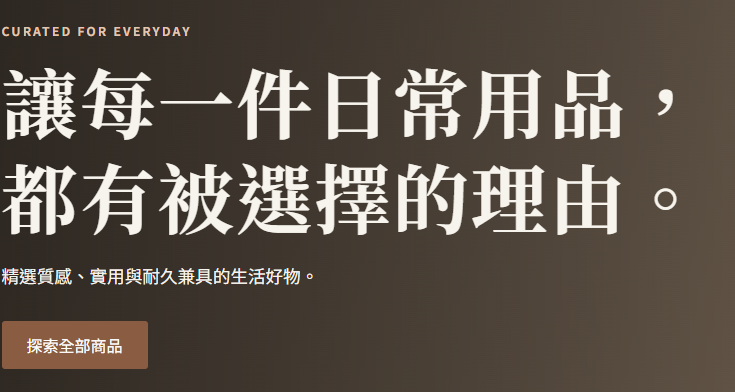 CURATED FOR EVERYDAY
讓每一件日常用品，
都有被選擇的理由。
精選質感、實用與耐久兼具的生活好物。
探索全部商品